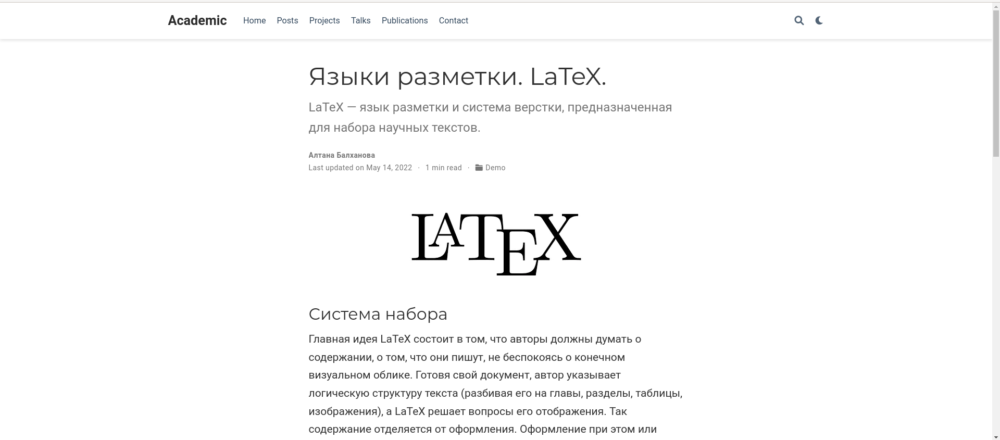 Academic Home Posts Projects Talks Publications Contact
Языки разметки. LaTeX.
LaTeX — язык разметки и система верстки, предназначенная
для набора научных текстов.
Алтана Балханова
Last updated on May 14, 2022 · 1 min read · Demo
LATEX
Система набора
Главная идея LaTeX состоит в том, что авторы должны думать о
содержании, о том, что они пишут, не беспокоясь о конечном
визуальном облике. Готовя свой документ, автор указывает
логическую структуру текста (разбивая его на главы, разделы, таблицы,
изображения), а LaTeX решает вопросы его отображения. Так
содержание отделяется от оформления. Оформление при этом или